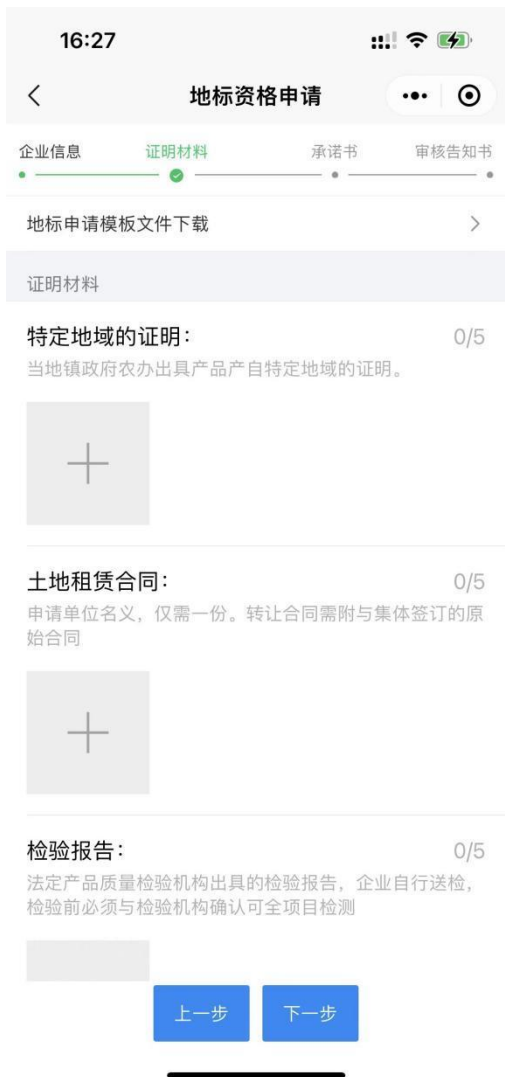 16:27
地标资格申请
企业信息 证明材料 承诺书 审核告知书
地标申请模板文件下载
证明材料
特定地域的证明： 0/5
当地镇政府农办出具产品产自特定地域的证明。
土地租赁合同： 0/5
申请单位名义，仅需一份。转让合同需附与集体签订的原
始合同
检验报告： 0/5
法定产品质量检验机构出具的检验报告，企业自行送检，
检验前必须与检验机构确认可全项目检测
上一步 下一步